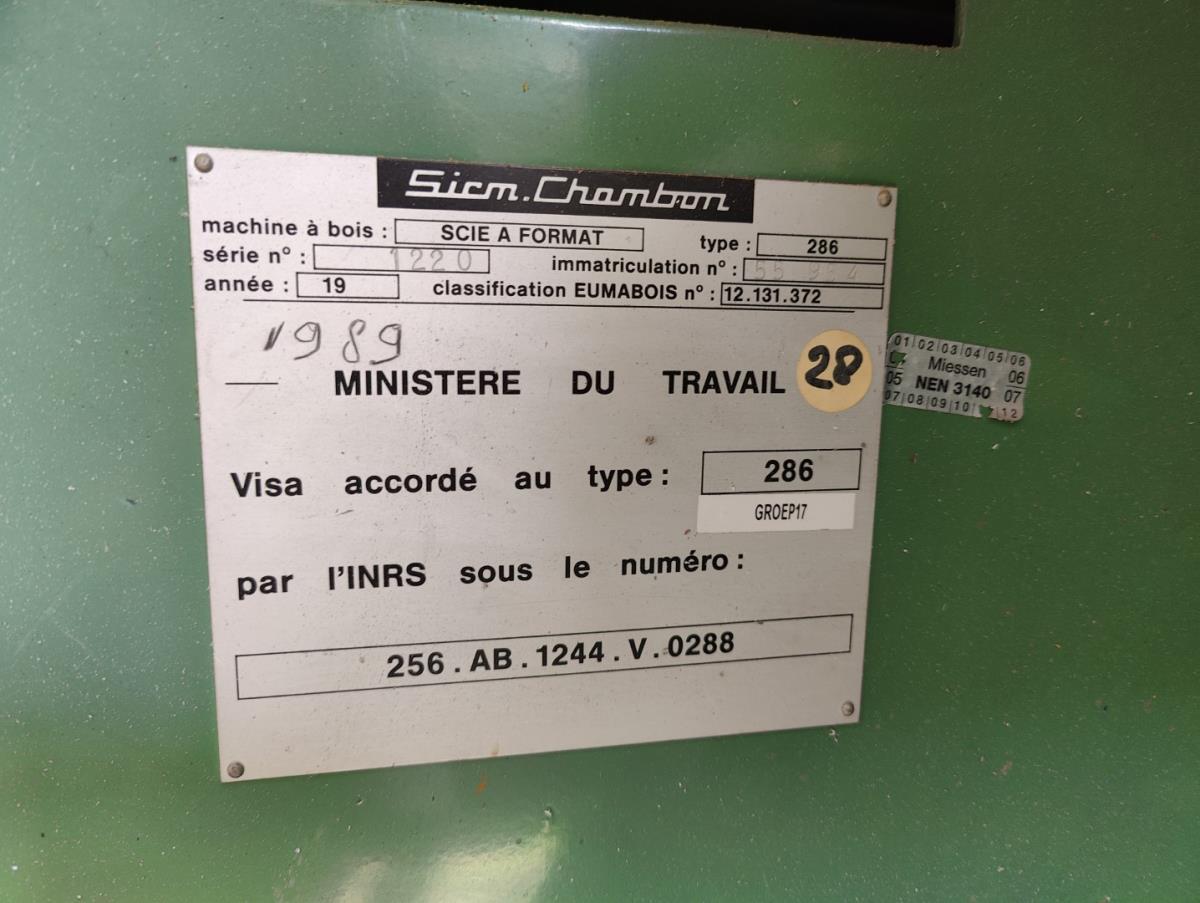 Sicm.Chambon
machine à bois : SCIE A FORMAT type : 286
série n° : 1220 immatriculation n° :
année : 19 classification EUMABOIS n° : 12.131.372
1989
MINISTERE DU TRAVAIL 28
01 02 03 04 05 06
Miessen 06
05 NEN 3140 07
07 08 09 10 12
Visa accordé au type : 286
GROEP17
par l'INRS sous le numéro :
256 . AB . 1244 . V . 0288